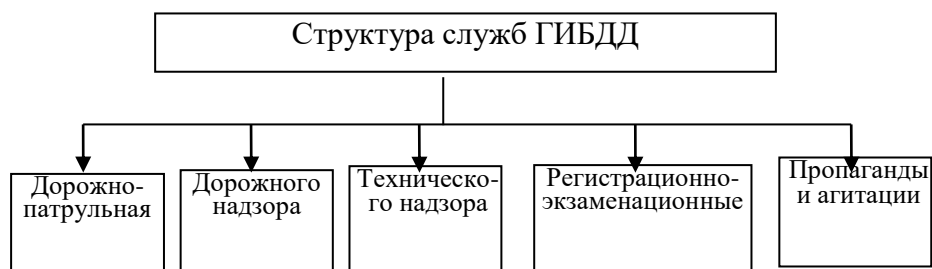 Структура служб ГИБДД
Дорожно-
патрульная
Дорожного
надзора
Техническо-
го надзора
Регистрационно-
экзаменационные
Пропаганды
и агитации